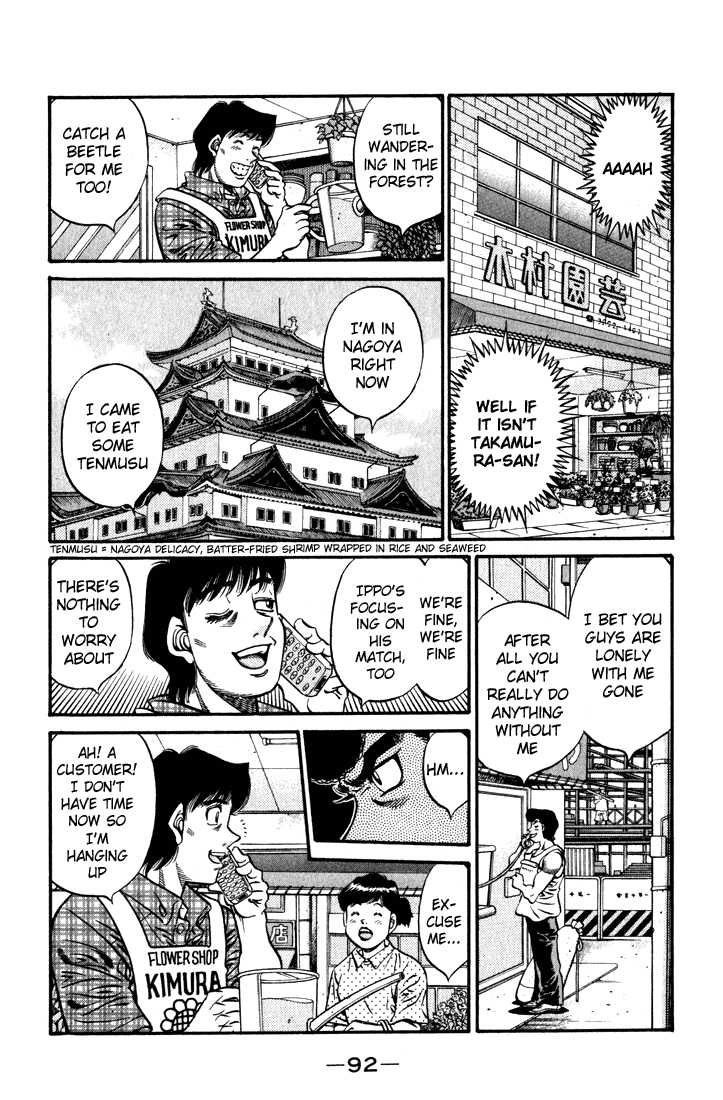 AAAAH
木村園芸
WELL IF
IT ISN'T
TAKAMU-
RA-SAN!
STILL
WANDER-
ING IN THE
FOREST?
CATCH A
BEETLE
FOR ME
TOO!
FLOWER SHOP
KIMURA
I'M IN
NAGOYA
RIGHT
NOW
I CAME
TO EAT
SOME
TENMUSU
TENMUSU = NAGOYA DELICACY, BATTER-FRIED SHRIMP WRAPPED IN RICE AND SEAWEED
I BET YOU
GUYS ARE
LONELY
WITH ME
GONE
AFTER
ALL YOU
CAN'T
REALLY DO
ANYTHING
WITHOUT
ME
WE'RE
FINE,
WE'RE
FINE
IPPO'S
FOCUS-
ING ON
HIS
MATCH,
TOO
THERE'S
NOTHING
TO
WORRY
ABOUT
HM...
EX-
CUSE
ME...
店
AH! A
CUSTOMER!
I DON'T
HAVE TIME
NOW SO
I'M
HANGING
UP
FLOWER SHOP
KIMURA
—92—